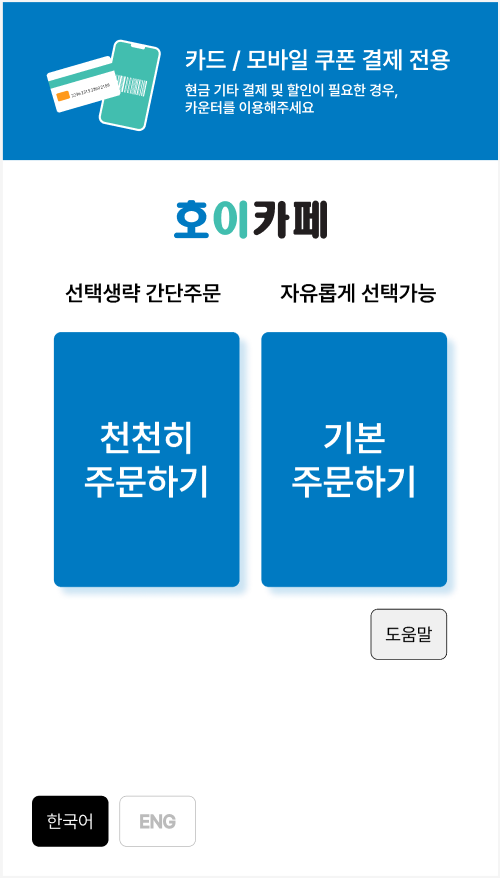 카드 / 모바일 쿠폰 결제 전용
현금 기타 결제 및 할인이 필요한 경우,
카운터를 이용해주세요
호이카페
선택생략 간단주문
자유롭게 선택가능
천천히
주문하기
기본
주문하기
도움말
한국어
ENG